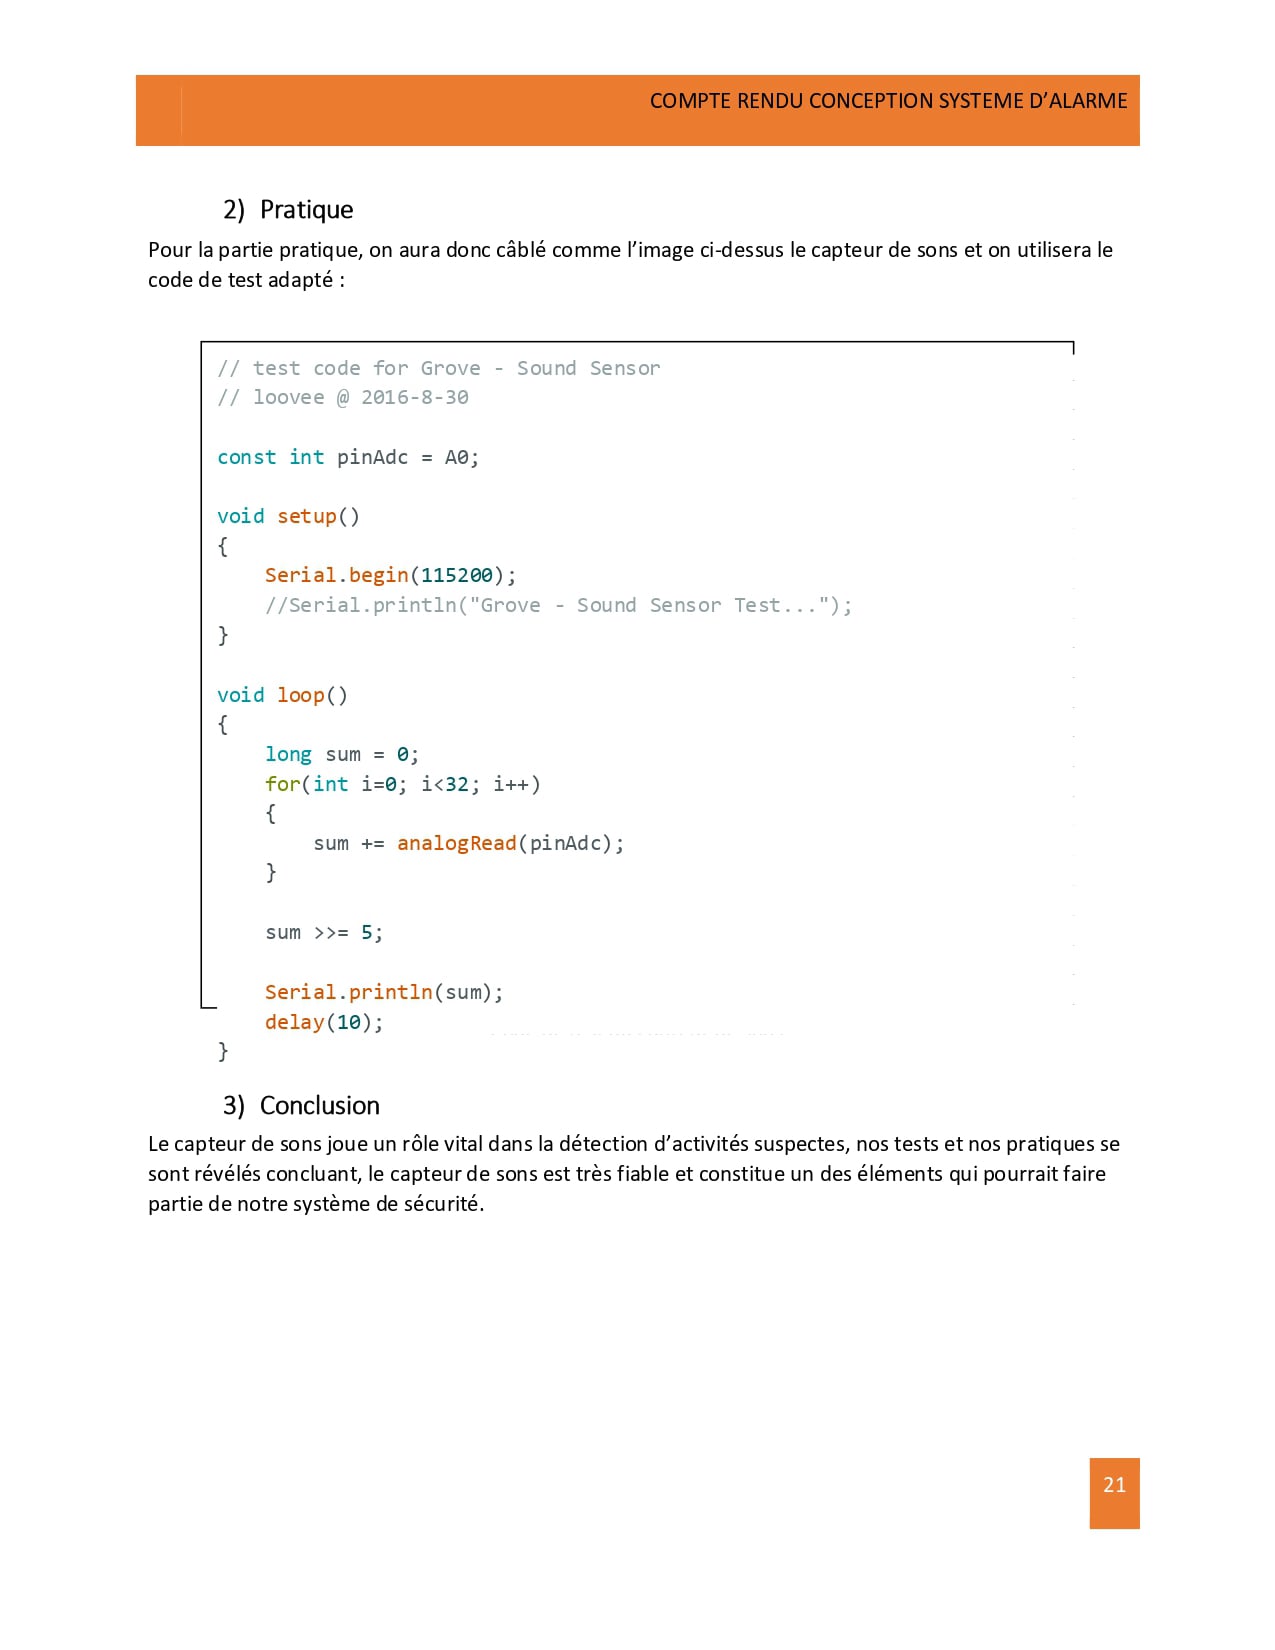 COMPTE RENDU CONCEPTION SYSTEME D’ALARME
2) Pratique
Pour la partie pratique, on aura donc câblé comme l’image ci-dessus le capteur de sons et on utilisera le
code de test adapté :
// test code for Grove - Sound Sensor
// loovee @ 2016-8-30
const int pinAdc = A0;
void setup()
{
    Serial.begin(115200);
    //Serial.println("Grove - Sound Sensor Test...");
}
void loop()
{
    long sum = 0;
    for(int i=0; i<32; i++)
    {
        sum += analogRead(pinAdc);
    }
    sum >>= 5;
    Serial.println(sum);
    delay(10);
}
3) Conclusion
Le capteur de sons joue un rôle vital dans la détection d’activités suspectes, nos tests et nos pratiques se
sont révélés concluant, le capteur de sons est très fiable et constitue un des éléments qui pourrait faire
partie de notre système de sécurité.
21